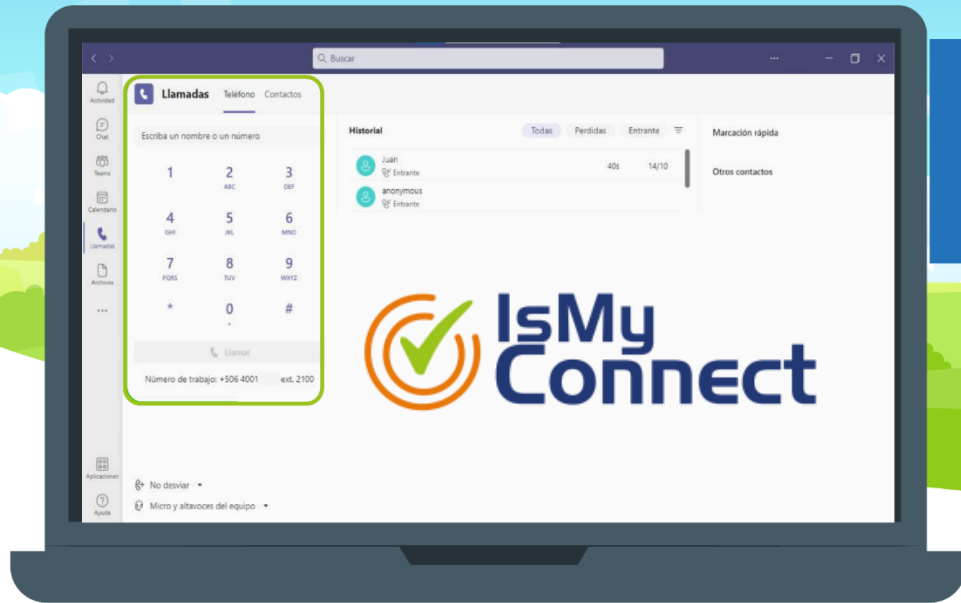 Buscar
Actividad
Chat
Teams
Calendario
Llamadas
Archivos
Aplicaciones
Ayuda
Llamadas Teléfono Contactos
Escriba un nombre o un número
1 2 3
ABC DEF
4 5 6
GHI JKL MNO
7 8 9
PQRS TUV WXYZ
* 0 #
Llamar
Número de trabajo: +506 4001 ext. 2100
No desviar
Micro y altavoces del equipo
Historial Todas Perdidas Entrante
Juan
Entrante 40s 14/10
anonymous
Entrante
Marcación rápida
Otros contactos
IsMy
Connect